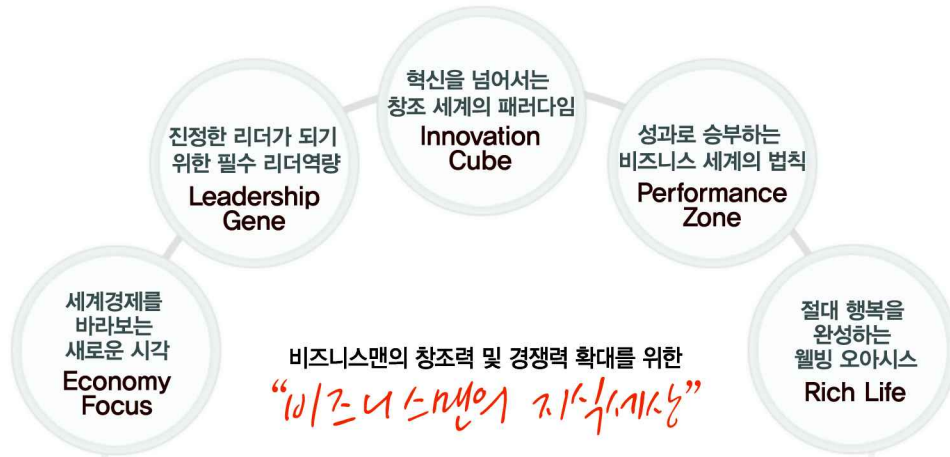 세계경제를
바라보는
새로운 시각
Economy
Focus
진정한 리더가 되기
위한 필수 리더역량
Leadership
Gene
혁신을 넘어서는
창조 세계의 패러다임
Innovation
Cube
성과로 승부하는
비즈니스 세계의 법칙
Performance
Zone
절대 행복을
완성하는
웰빙 오아시스
Rich Life
비즈니스맨의 창조력 및 경쟁력 확대를 위한
“비즈니스맨의 지식세상”